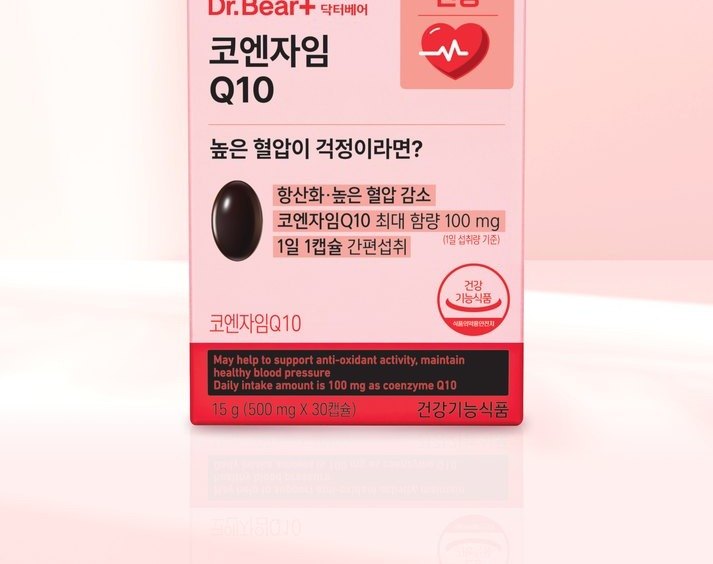 Dr.Bear+ 닥터베어
건강
코엔자임
Q10
높은 혈압이 걱정이라면?
항산화·높은 혈압 감소
코엔자임Q10 최대 함량 100 mg
(1일 섭취량 기준)
1일 1캡슐 간편섭취
건강
기능식품
식품의약품안전처
코엔자임Q10
May help to support anti-oxidant activity, maintain
healthy blood pressure
Daily intake amount is 100 mg as coenzyme Q10
15 g (500 mg X 30캡슐)
건강기능식품